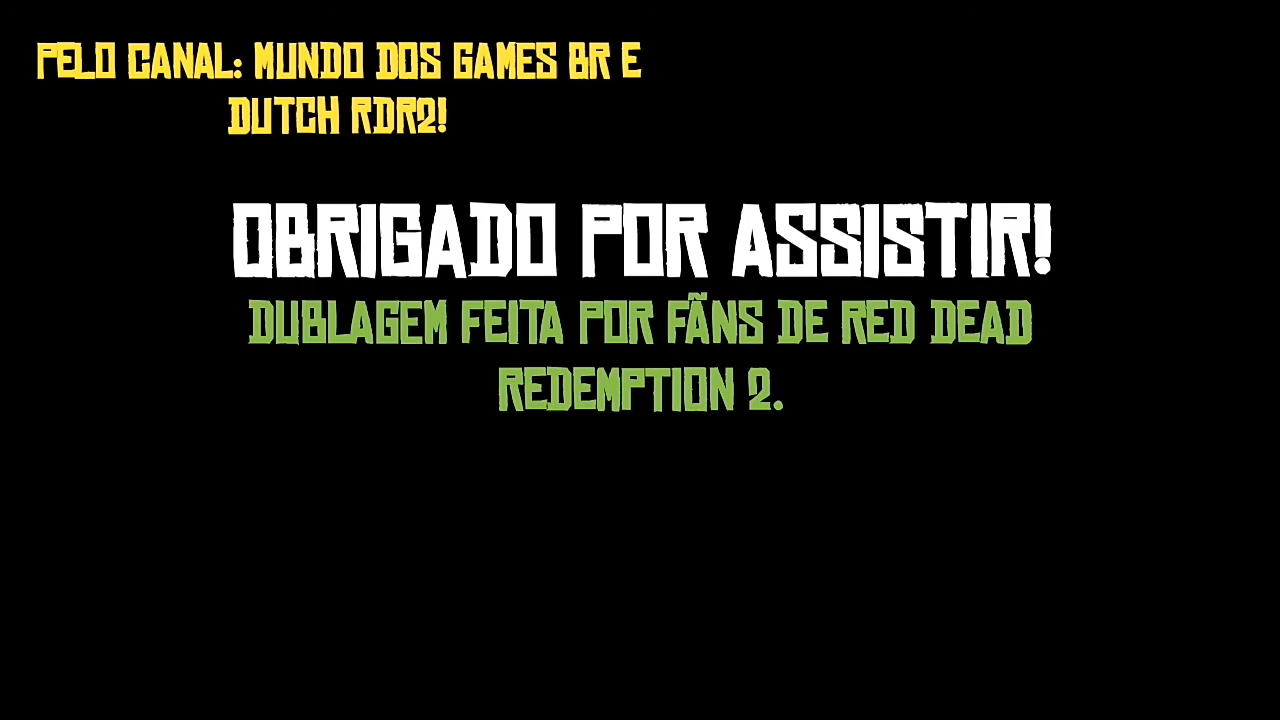 PELO CANAL: MUNDO DOS GAMES BR E
DUTCH RDR2!
OBRIGADO POR ASSISTIR!
DUBLAGEM FEITA POR FÃNS DE RED DEAD
REDEMPTION 2.